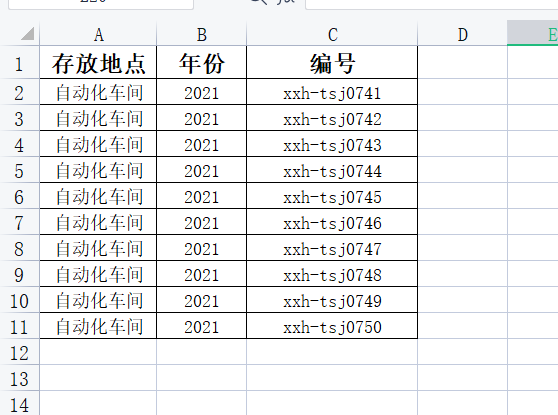 A B C D E
1 存放地点 年份 编号
2 自动化车间 2021 xxh-tsj0741
3 自动化车间 2021 xxh-tsj0742
4 自动化车间 2021 xxh-tsj0743
5 自动化车间 2021 xxh-tsj0744
6 自动化车间 2021 xxh-tsj0745
7 自动化车间 2021 xxh-tsj0746
8 自动化车间 2021 xxh-tsj0747
9 自动化车间 2021 xxh-tsj0748
10 自动化车间 2021 xxh-tsj0749
11 自动化车间 2021 xxh-tsj0750
12
13
14